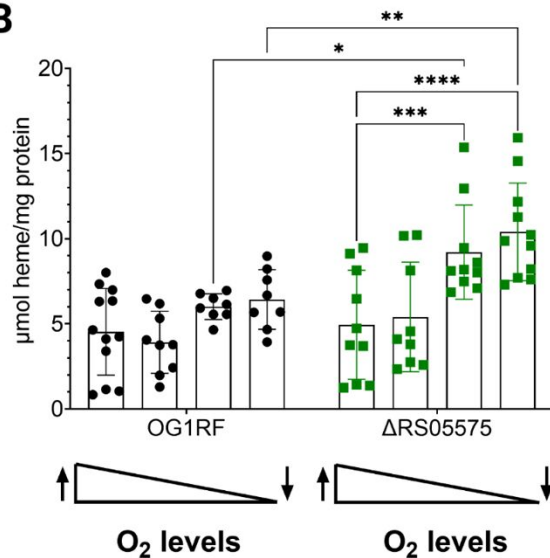 B
**
*
****
***
μmol heme/mg protein
20
15
10
5
0
OG1RF ΔRS05575
O₂ levels O₂ levels